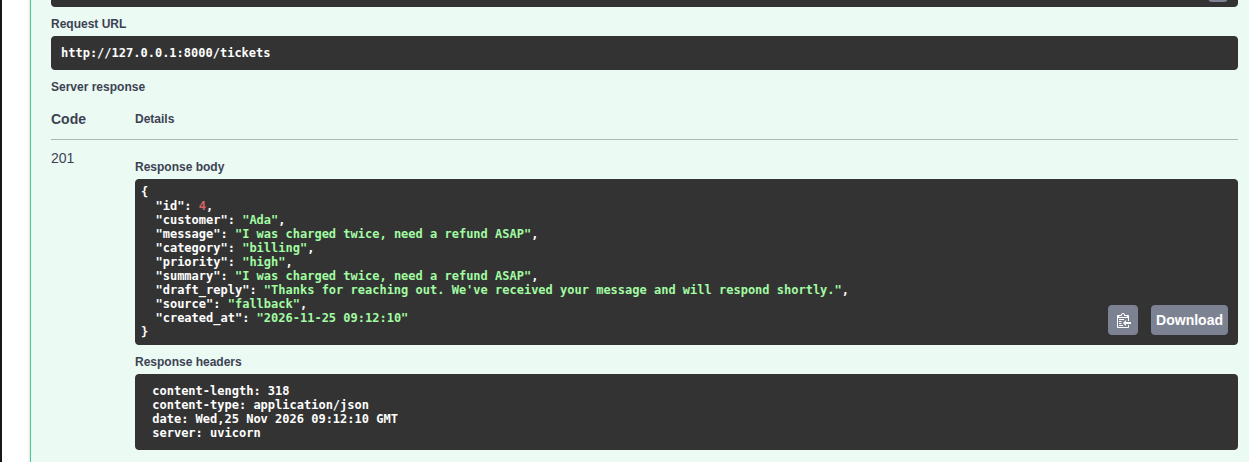 Request URL
http://127.0.0.1:8000/tickets
Server response
Code Details
201
Response body
{
  "id": 4,
  "customer": "Ada",
  "message": "I was charged twice, need a refund ASAP",
  "category": "billing",
  "priority": "high",
  "summary": "I was charged twice, need a refund ASAP",
  "draft_reply": "Thanks for reaching out. We've received your message and will respond shortly.",
  "source": "fallback",
  "created_at": "2026-11-25 09:12:10"
}
Download
Response headers
content-length: 318
content-type: application/json
date: Wed,25 Nov 2026 09:12:10 GMT
server: uvicorn